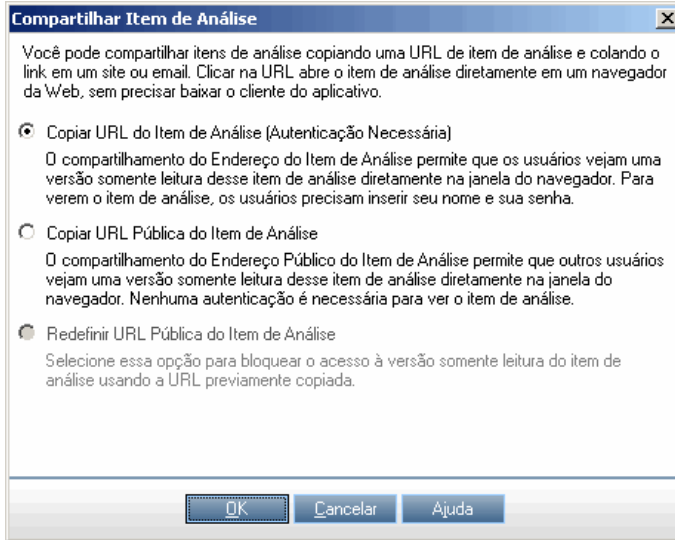 Compartilhar Item de Análise
Você pode compartilhar itens de análise copiando uma URL de item de análise e colando o
link em um site ou email. Clicar na URL abre o item de análise diretamente em um navegador
da Web, sem precisar baixar o cliente do aplicativo.
Copiar URL do Item de Análise (Autenticação Necessária)
O compartilhamento do Endereço do Item de Análise permite que os usuários vejam uma
versão somente leitura desse item de análise diretamente na janela do navegador. Para
verem o item de análise, os usuários precisam inserir seu nome e sua senha.
Copiar URL Pública do Item de Análise
O compartilhamento do Endereço Público do Item de Análise permite que outros usuários
vejam uma versão somente leitura desse item de análise diretamente na janela do
navegador. Nenhuma autenticação é necessária para ver o item de análise.
Redefinir URL Pública do Item de Análise
Selecione essa opção para bloquear o acesso à versão somente leitura do item de
análise usando a URL previamente copiada.
OK Cancelar Ajuda